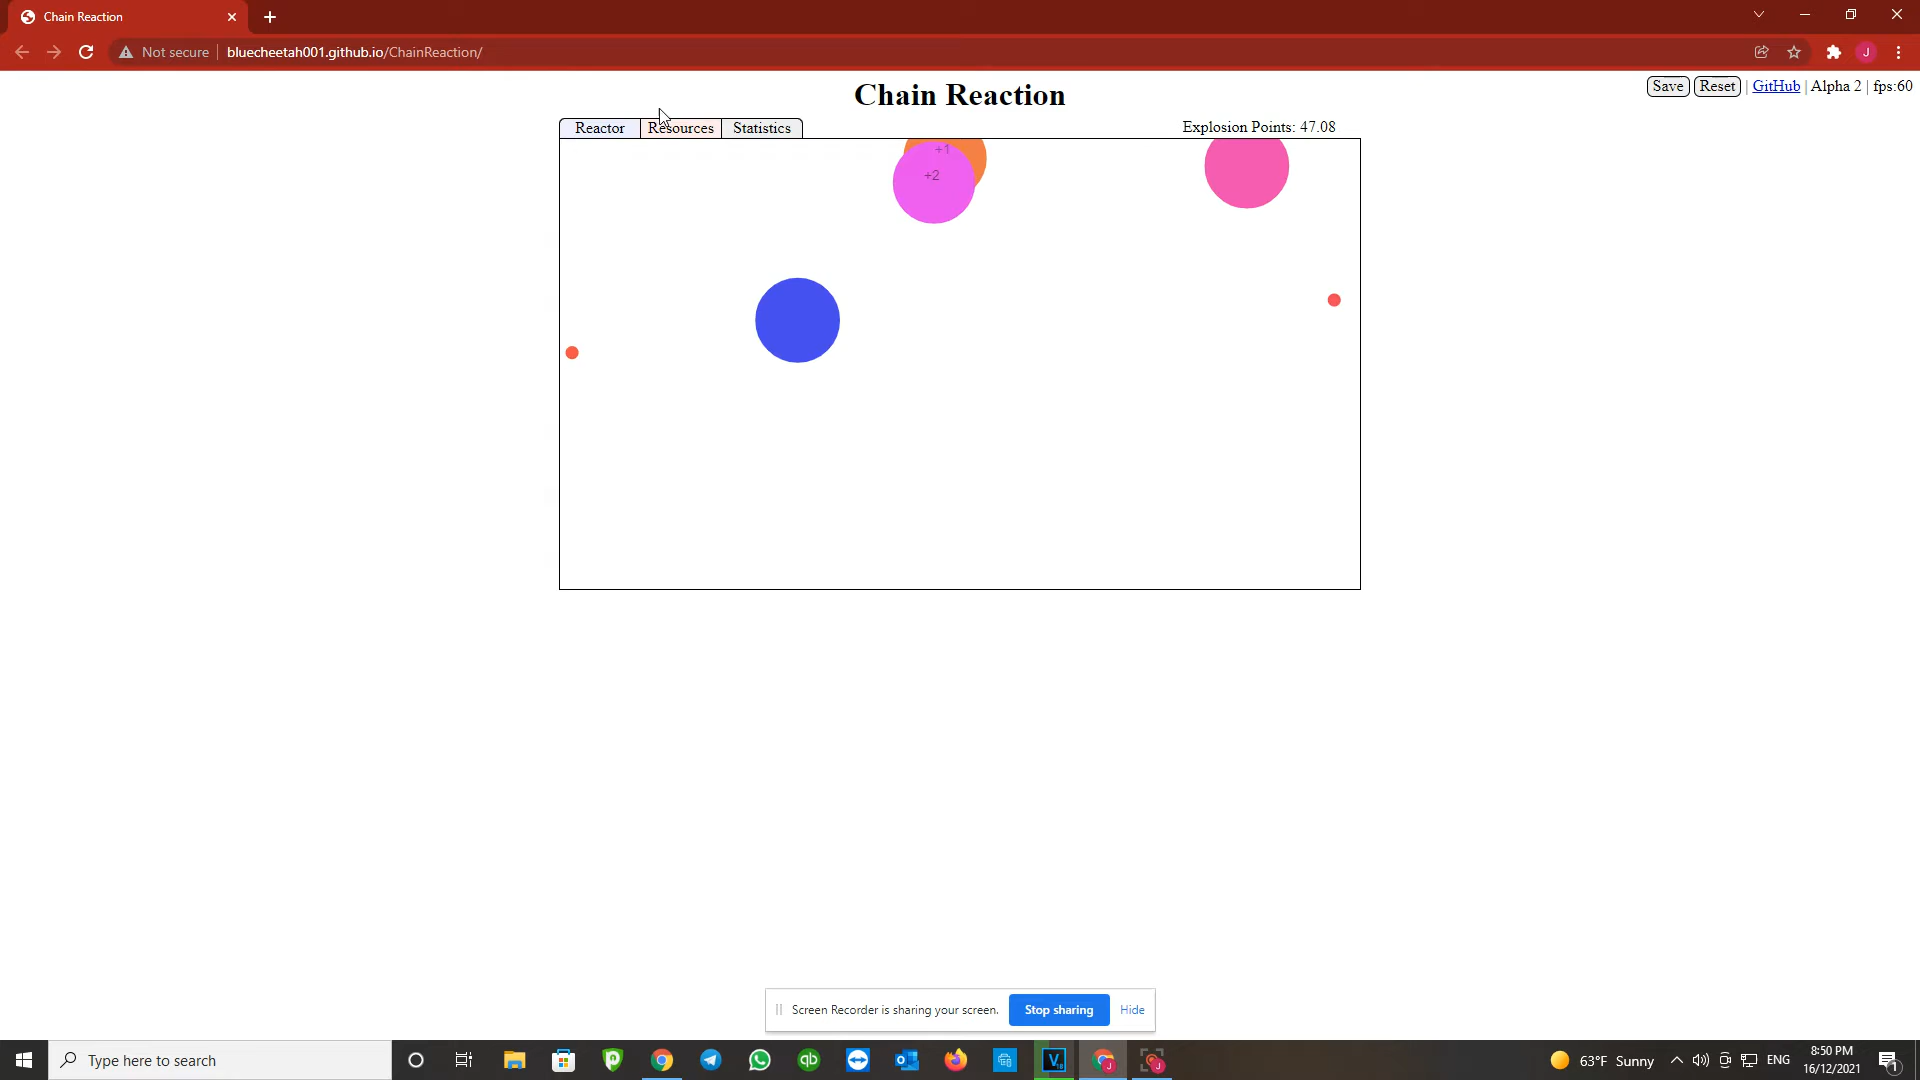 Chain Reaction
Not secure bluecheetah001.github.io/ChainReaction/
J
Chain Reaction
Save Reset | GitHub | Alpha 2 | fps:60
Reactor Resources Statistics
Explosion Points: 47.08
+1
+2
Screen Recorder is sharing your screen. Stop sharing Hide
Type here to search
63°F Sunny
ENG
8:50 PM
16/12/2021